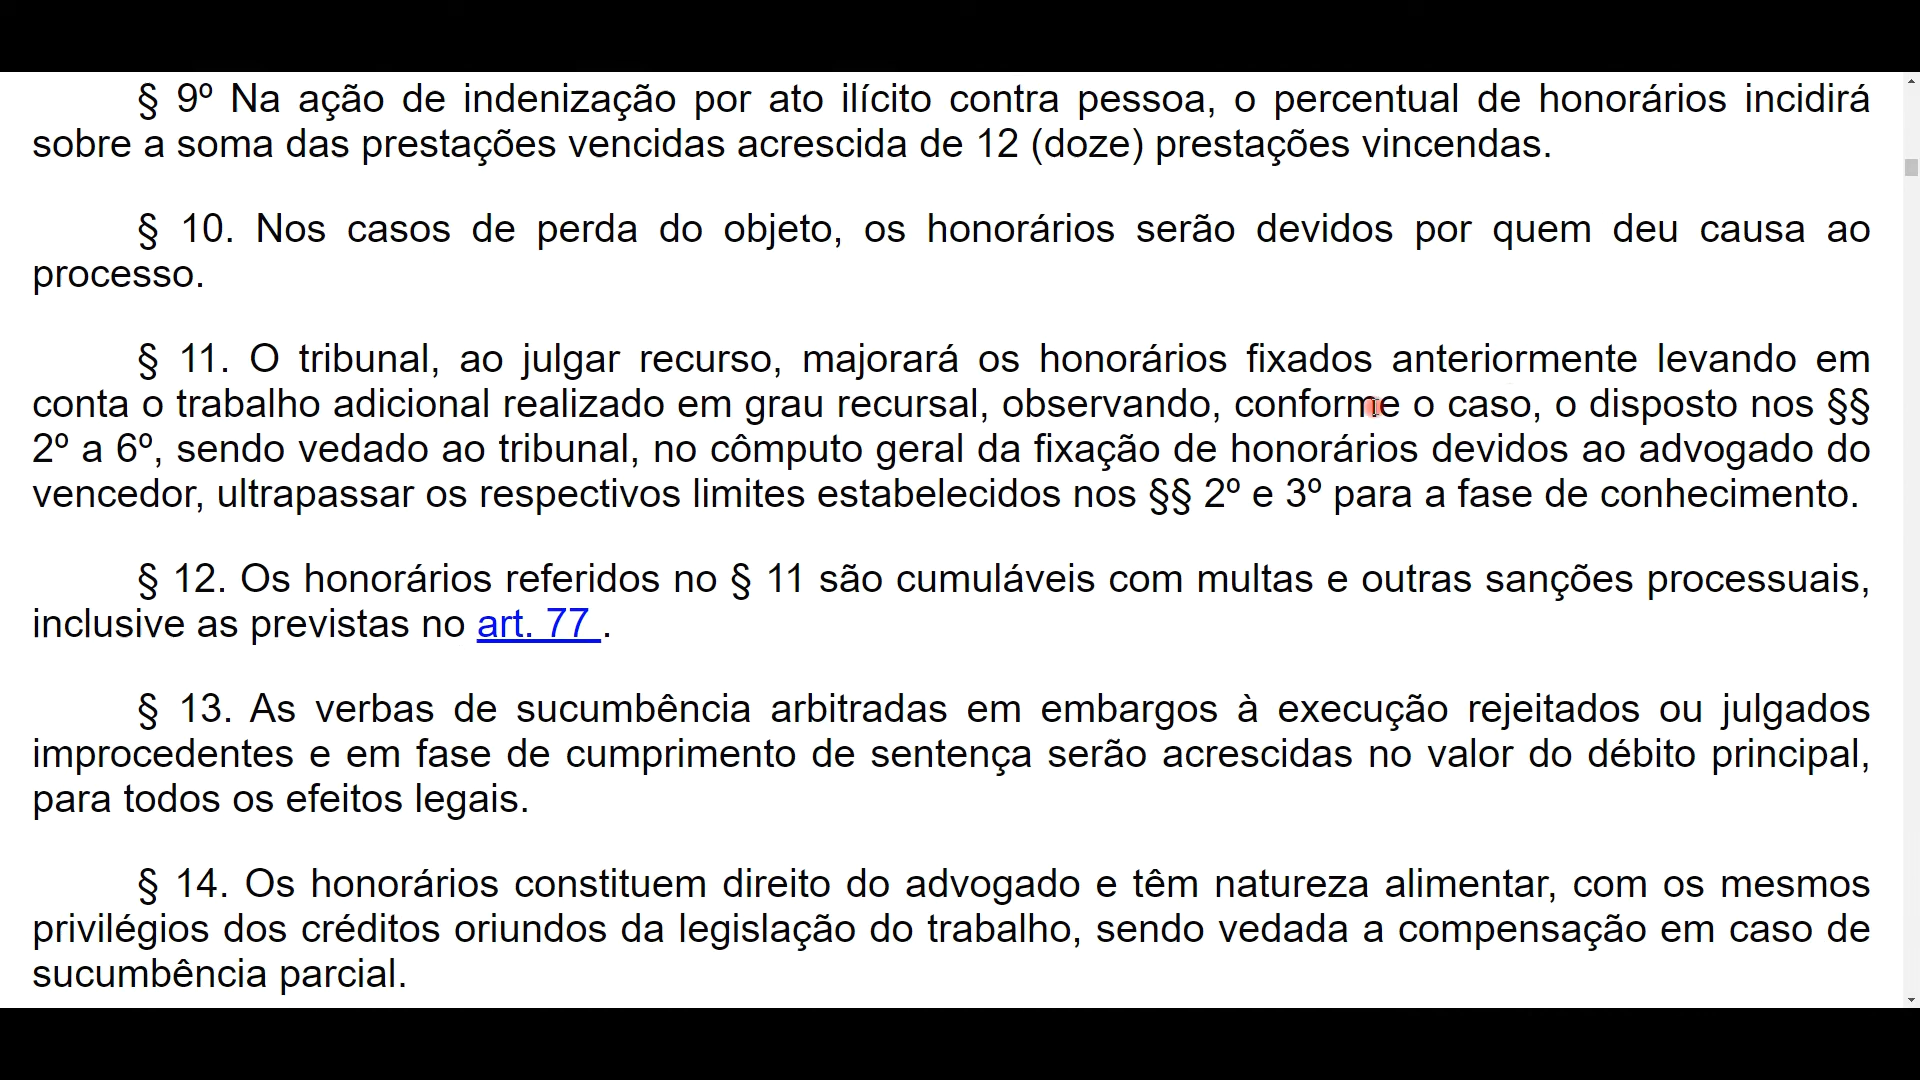 § 9º Na ação de indenização por ato ilícito contra pessoa, o percentual de honorários incidirá
sobre a soma das prestações vencidas acrescida de 12 (doze) prestações vincendas.
§ 10. Nos casos de perda do objeto, os honorários serão devidos por quem deu causa ao
processo.
§ 11. O tribunal, ao julgar recurso, majorará os honorários fixados anteriormente levando em
conta o trabalho adicional realizado em grau recursal, observando, conforme o caso, o disposto nos §§
2º a 6º, sendo vedado ao tribunal, no cômputo geral da fixação de honorários devidos ao advogado do
vencedor, ultrapassar os respectivos limites estabelecidos nos §§ 2º e 3º para a fase de conhecimento.
§ 12. Os honorários referidos no § 11 são cumuláveis com multas e outras sanções processuais,
inclusive as previstas no art. 77 .
§ 13. As verbas de sucumbência arbitradas em embargos à execução rejeitados ou julgados
improcedentes e em fase de cumprimento de sentença serão acrescidas no valor do débito principal,
para todos os efeitos legais.
§ 14. Os honorários constituem direito do advogado e têm natureza alimentar, com os mesmos
privilégios dos créditos oriundos da legislação do trabalho, sendo vedada a compensação em caso de
sucumbência parcial.